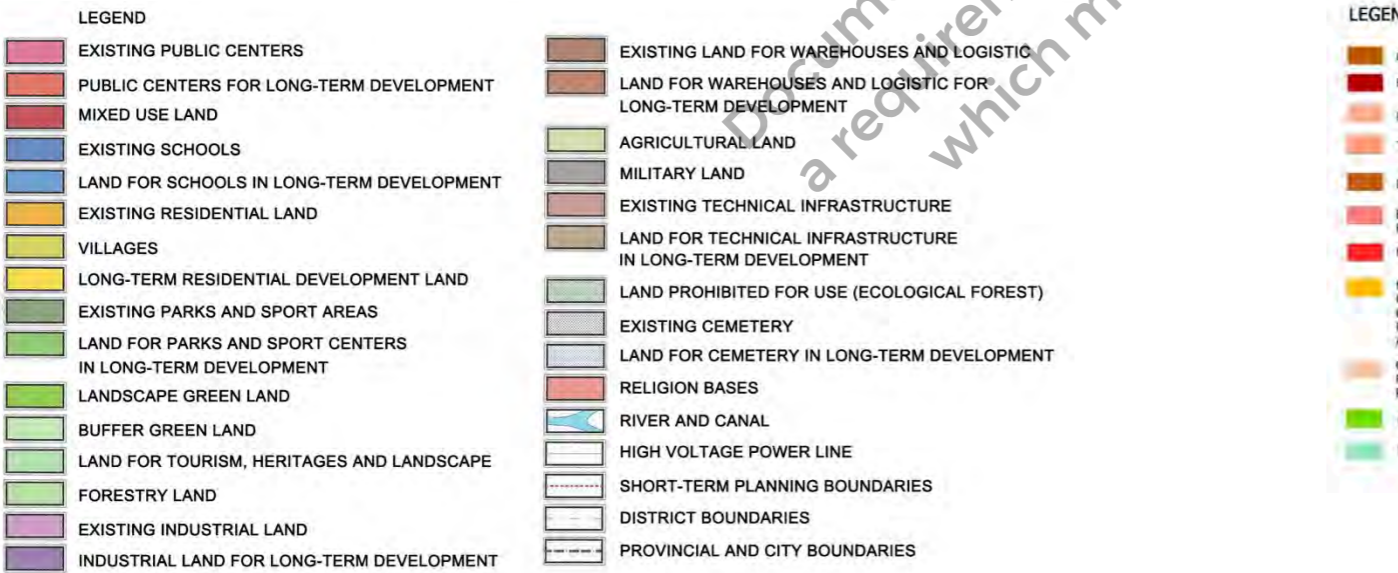 LEGEND
EXISTING PUBLIC CENTERS
PUBLIC CENTERS FOR LONG-TERM DEVELOPMENT
MIXED USE LAND
EXISTING SCHOOLS
LAND FOR SCHOOLS IN LONG-TERM DEVELOPMENT
EXISTING RESIDENTIAL LAND
VILLAGES
LONG-TERM RESIDENTIAL DEVELOPMENT LAND
EXISTING PARKS AND SPORT AREAS
LAND FOR PARKS AND SPORT CENTERS
IN LONG-TERM DEVELOPMENT
LANDSCAPE GREEN LAND
BUFFER GREEN LAND
LAND FOR TOURISM, HERITAGES AND LANDSCAPE
FORESTRY LAND
EXISTING INDUSTRIAL LAND
INDUSTRIAL LAND FOR LONG-TERM DEVELOPMENT
EXISTING LAND FOR WAREHOUSES AND LOGISTIC
LAND FOR WAREHOUSES AND LOGISTIC FOR
LONG-TERM DEVELOPMENT
AGRICULTURAL LAND
MILITARY LAND
EXISTING TECHNICAL INFRASTRUCTURE
LAND FOR TECHNICAL INFRASTRUCTURE
IN LONG-TERM DEVELOPMENT
LAND PROHIBITED FOR USE (ECOLOGICAL FOREST)
EXISTING CEMETERY
LAND FOR CEMETERY IN LONG-TERM DEVELOPMENT
RELIGION BASES
RIVER AND CANAL
HIGH VOLTAGE POWER LINE
SHORT-TERM PLANNING BOUNDARIES
DISTRICT BOUNDARIES
PROVINCIAL AND CITY BOUNDARIES
Docum
a require
which m
LEGEN